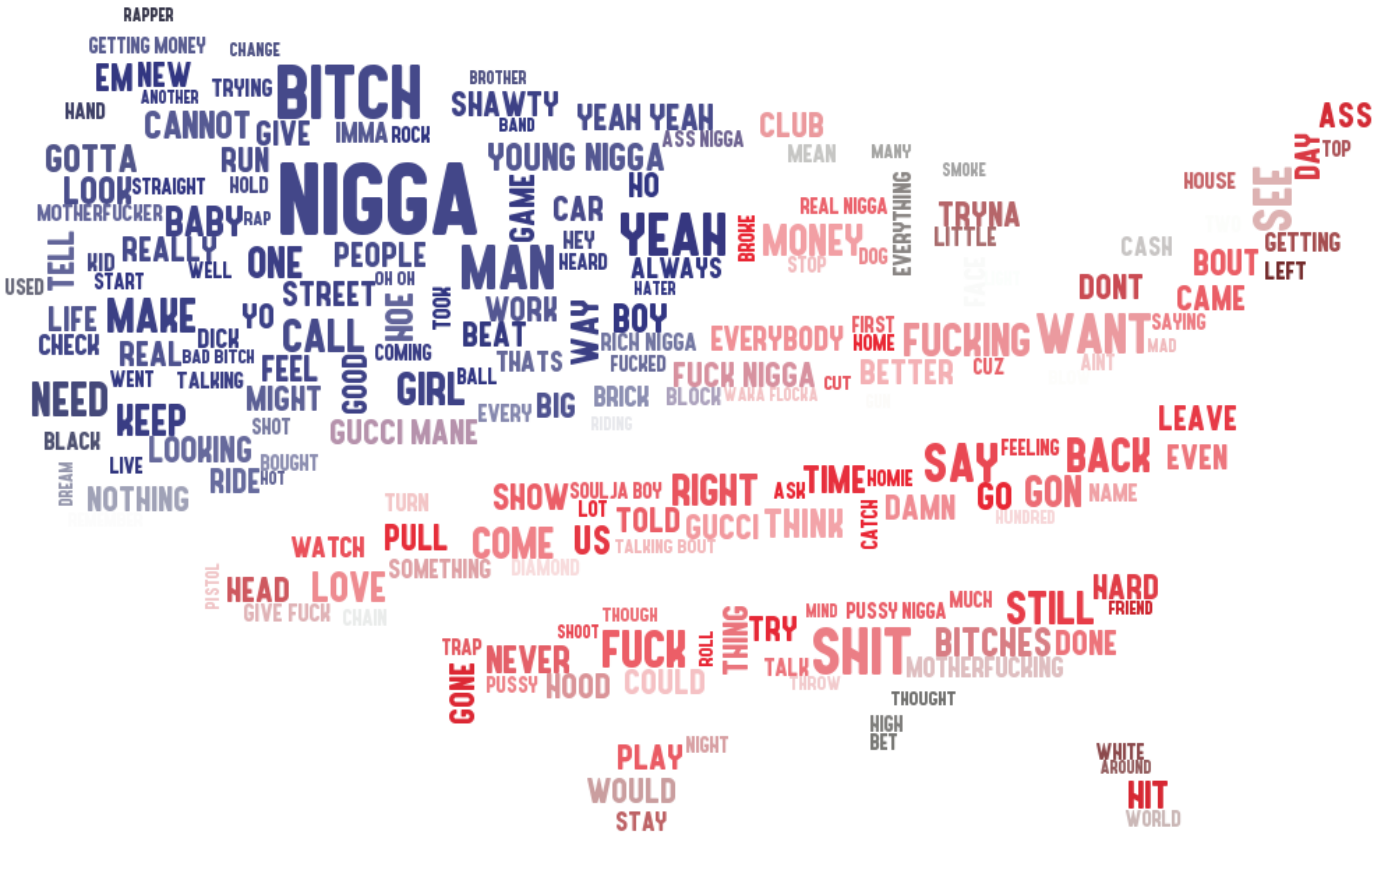 RAPPER
GETTING MONEY
CHANGE
EM
NEW
TRYING
BITCH
BROTHER
ANOTHER
HAND
SHAWTY
BAND
YEAH YEAH
CANNOT
GIVE
IMMA
ROCK
ASS NIGGA
CLUB
ASS
DAY
TOP
GOTTA
RUN
YOUNG NIGGA
MEAN
MANY
SMOKE
LOOK
STRAIGHT
HOLD
NIGGA
GAME
HO
EVERYTHING
HOUSE
SEE
MOTHERFUCKER
BABY
RAP
CAR
REAL NIGGA
TRYNA
LITTLE
TWO
TELL
KID
REALLY
WELL
ONE
PEOPLE
MAN
HEY
HEARD
YEAH
BROKE
MONEY
STOP
DOG
CASH
GETTING
LEFT
BOUT
USED
START
OH OH
ALWAYS
HATER
FACE
DONT
CAME
STREET
HOE
TOOK
WORK
WAY
BOY
LIFE
MAKE
YO
CALL
BEAT
RICH NIGGA
EVERYBODY
FIRST
HOME
FUCKING
WANT
SAYING
MAD
CHECK
REAL
DICK
BAD BITCH
COMING
THATS
FUCKED
AINT
WENT
TALKING
FEEL
GOOD
GIRL
BALL
FUCK NIGGA
CUT
BETTER
CUZ
NEED
KEEP
MIGHT
EVERY
BIG
BRICK
BLOCK
WAKA FLOCKA
SHOT
GUCCI MANE
RIDING
LEAVE
BLACK
LOOKING
BOUGHT
LIVE
RIDE
HOT
DREAM
NOTHING
SAY
FEELING
BACK
EVEN
TURN
SHOW
SOULJA BOY
RIGHT
ASK
TIME
HOMIE
GO
GON
NAME
LOT
TOLD
GUCCI
THINK
CATCH
DAMN
HUNDRED
WATCH
PULL
COME
US
TALKING BOUT
SOMETHING
DIAMOND
PISTOL
HEAD
LOVE
GIVE FUCK
CHAIN
HARD
FRIEND
THOUGH
THING
TRY
MIND
PUSSY NIGGA
MUCH
STILL
TRAP
NEVER
SHOOT
FUCK
ROLL
SHIT
BITCHES
DONE
TALK
MOTHERFUCKING
GONE
PUSSY
HOOD
COULD
THROW
THOUGHT
HIGH
BET
PLAY
NIGHT
WHITE
AROUND
WOULD
HIT
STAY
WORLD